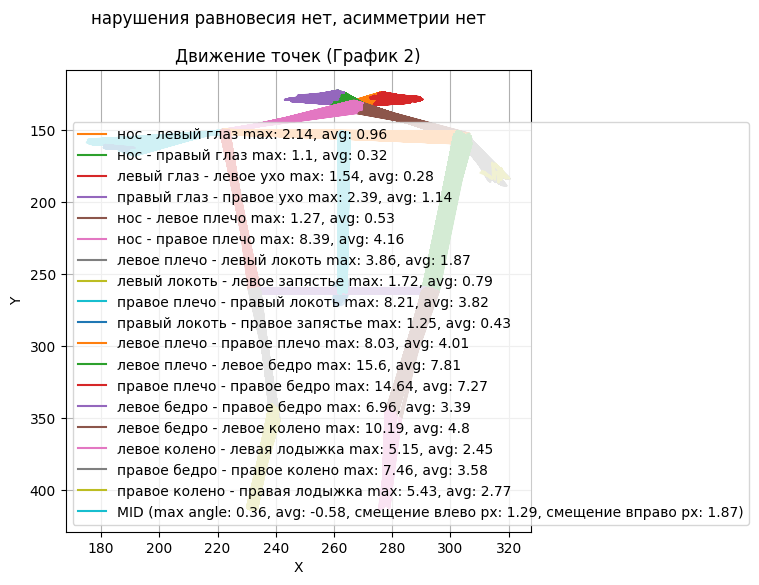 нарушения равновесия нет, асимметрии нет
Движение точек (График 2)
150
200
250
300
350
400
Y
нос - левый глаз max: 2.14, avg: 0.96
нос - правый глаз max: 1.1, avg: 0.32
левый глаз - левое ухо max: 1.54, avg: 0.28
правый глаз - правое ухо max: 2.39, avg: 1.14
нос - левое плечо max: 1.27, avg: 0.53
нос - правое плечо max: 8.39, avg: 4.16
левое плечо - левый локоть max: 3.86, avg: 1.87
левый локоть - левое запястье max: 1.72, avg: 0.79
правое плечо - правый локоть max: 8.21, avg: 3.82
правый локоть - правое запястье max: 1.25, avg: 0.43
левое плечо - правое плечо max: 8.03, avg: 4.01
левое плечо - левое бедро max: 15.6, avg: 7.81
правое плечо - правое бедро max: 14.64, avg: 7.27
левое бедро - правое бедро max: 6.96, avg: 3.39
левое бедро - левое колено max: 10.19, avg: 4.8
левое колено - левая лодыжка max: 5.15, avg: 2.45
правое бедро - правое колено max: 7.46, avg: 3.58
правое колено - правая лодыжка max: 5.43, avg: 2.77
MID (max angle: 0.36, avg: -0.58, смещение влево px: 1.29, смещение вправо px: 1.87)
180 200 220 240 260 280 300 320
X